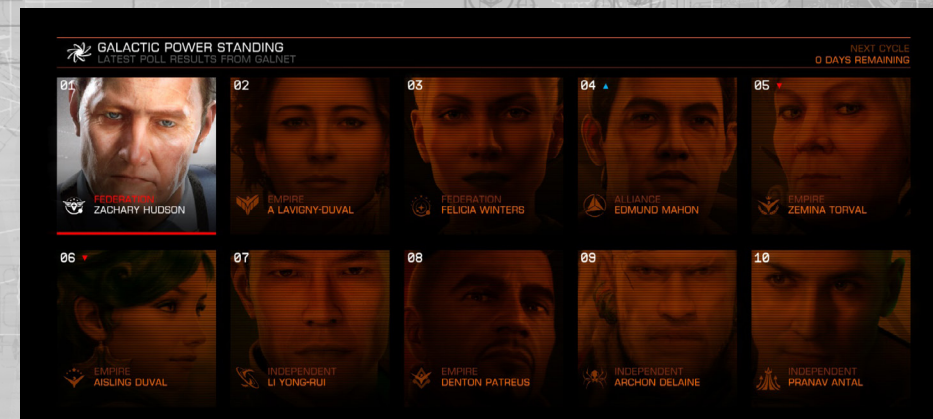 GALACTIC POWER STANDING
LATEST POLL RESULTS FROM GALNET
NEXT CYCLE
0 DAYS REMAINING
01
FEDERATION
ZACHARY HUDSON
02
EMPIRE
A LAVIGNY-DUVAL
03
FEDERATION
FELICIA WINTERS
04
ALLIANCE
EDMUND MAHON
05
EMPIRE
ZEMINA TORVAL
06
EMPIRE
AISLING DUVAL
07
INDEPENDENT
LI YONG-RUI
08
EMPIRE
DENTON PATREUS
09
INDEPENDENT
ARCHON DELAINE
10
INDEPENDENT
PRANAV ANTAL